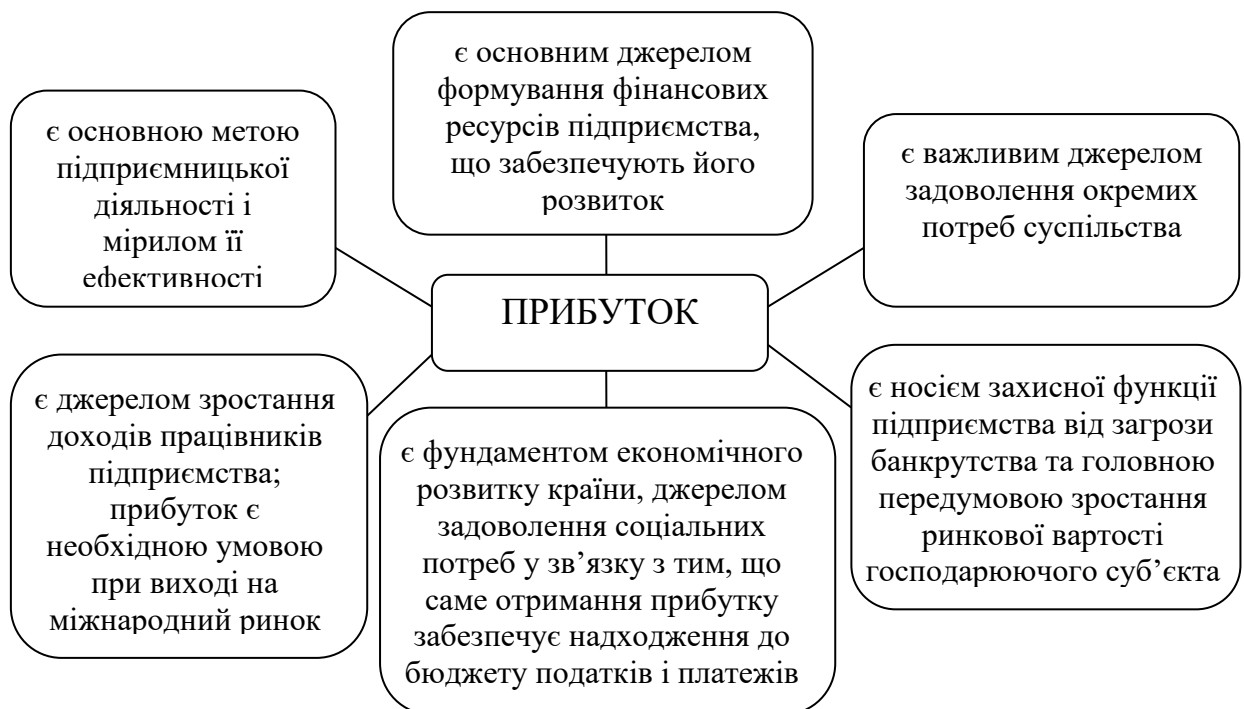 є основним джерелом
формування фінансових
ресурсів підприємства,
що забезпечують його
розвиток
є основною метою
підприємницької
діяльності і
мірилом її
ефективності
є важливим джерелом
задоволення окремих
потреб суспільства
ПРИБУТОК
є джерелом зростання
доходів працівників
підприємства;
прибуток є
необхідною умовою
при виході на
міжнародний ринок
є фундаментом економічного
розвитку країни, джерелом
задоволення соціальних
потреб у зв’язку з тим, що
саме отримання прибутку
забезпечує надходження до
бюджету податків і платежів
є носієм захисної функції
підприємства від загрози
банкрутства та головною
передумовою зростання
ринкової вартості
господарюючого суб’єкта